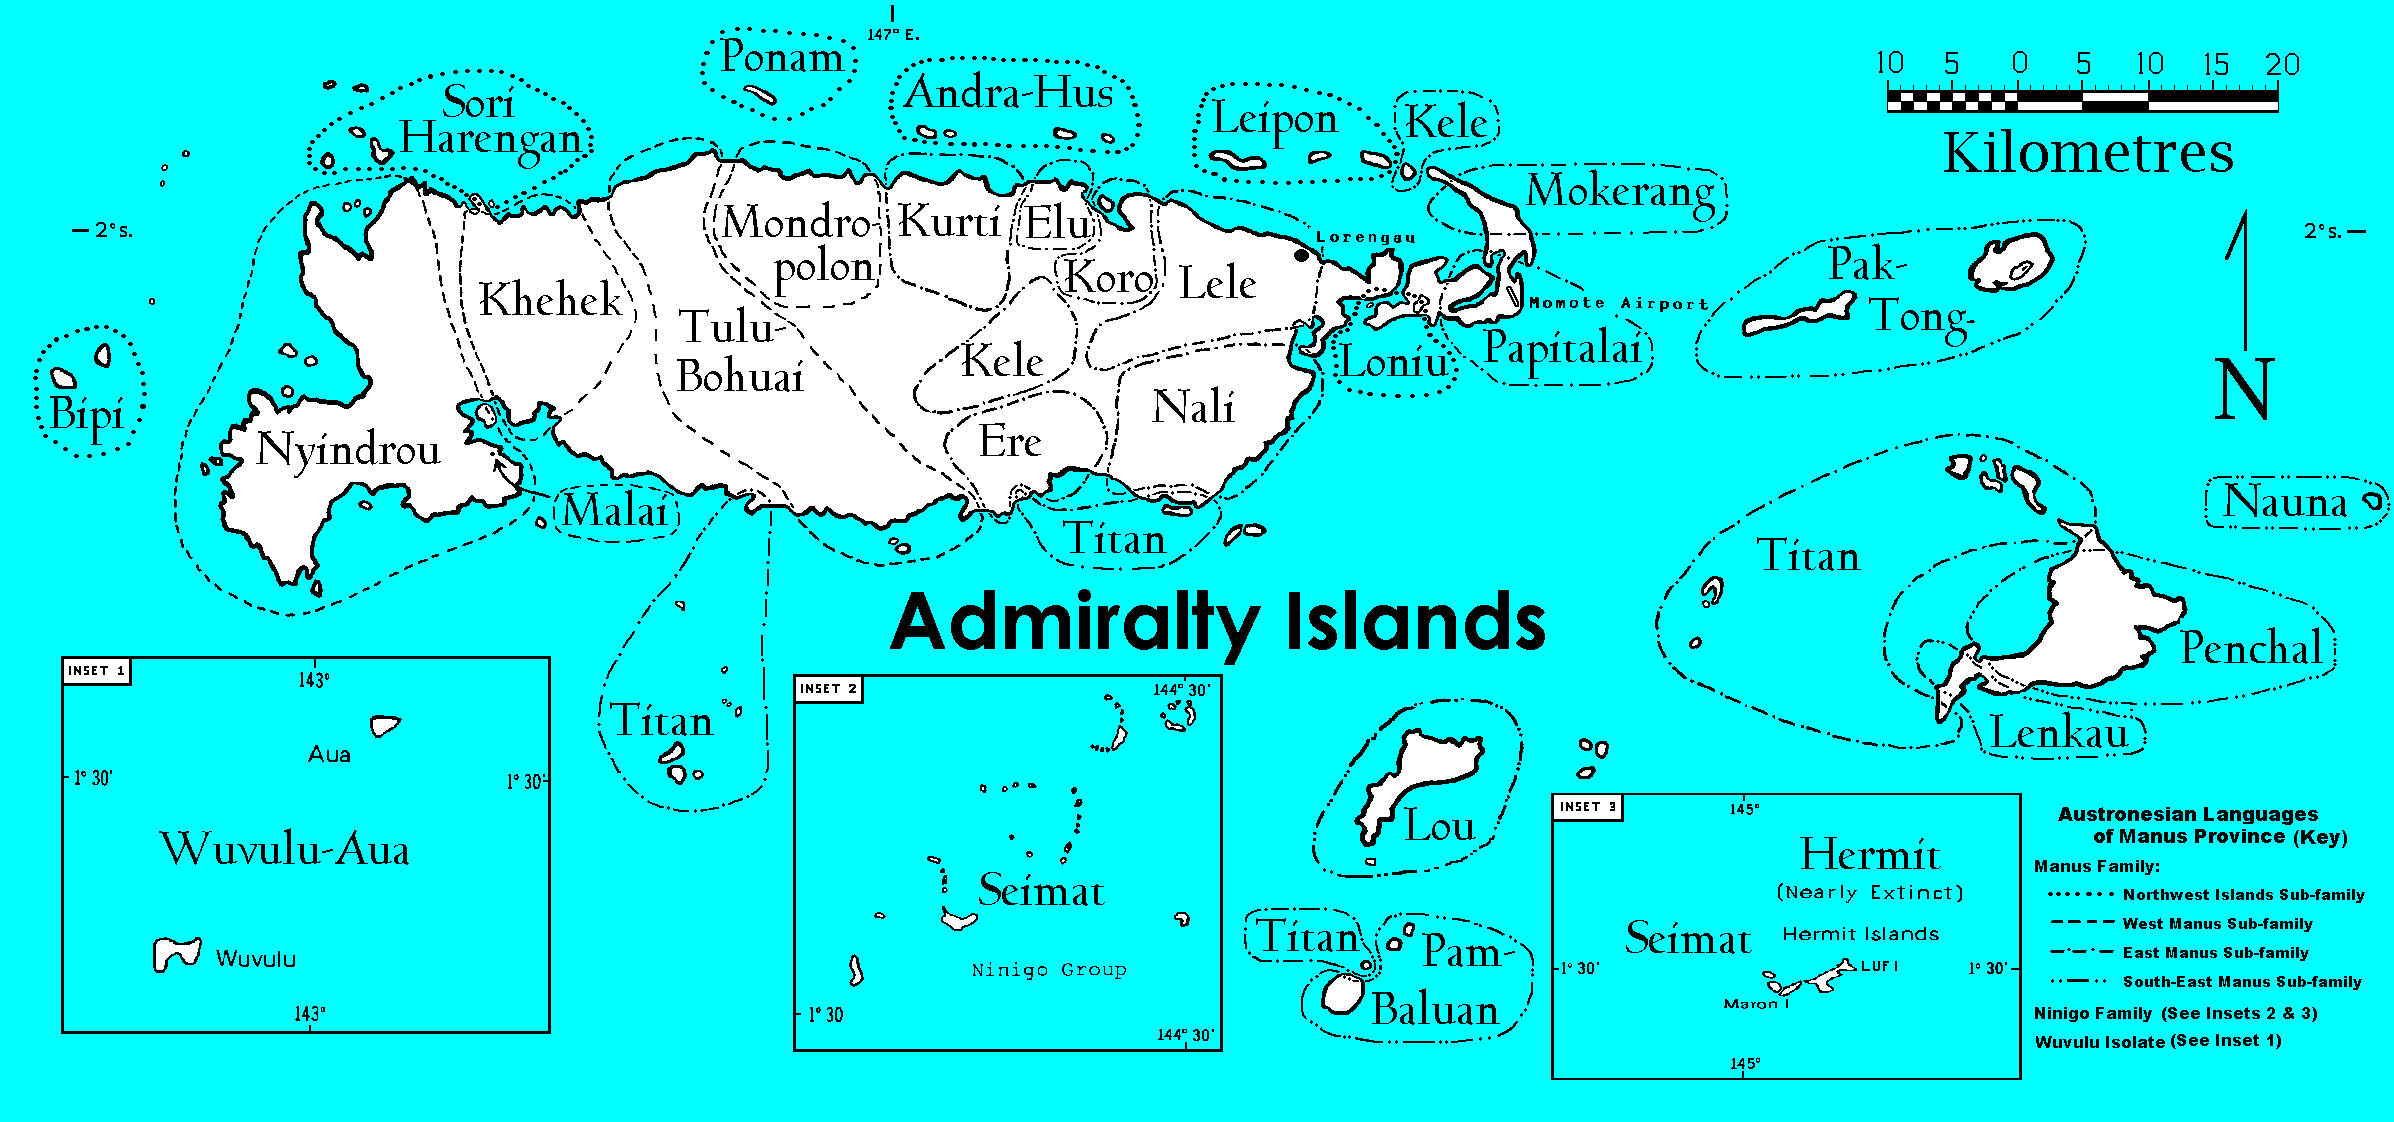 147° E.
Ponam
Sori
Harengan
Andra-Hus
Leipon
Kele
Mokerang
10 5 0 5 10 15 20
Kilometres
2° s.
2° s.
N
Mondro-
polon
Kurti
Elu
Koro
Lele
Lorengau
Momote Airport
Pak-
Tong
Khehek
Tulu-
Bohuai
Kele
Loniu
Papitalai
Bipi
Nyindrou
Nali
Ere
Malai
Titan
Titan
Nauna
Penchal
Lenkau
Admiralty Islands
Titan
Lou
Titan
Pam-
Baluan
INSET 1
143°
Aua
1° 30'
1° 30'
Wuvulu-Aua
Wuvulu
143°
INSET 2
144° 30'
Seimat
Ninigo Group
1° 30
144° 30'
INSET 3
145°
Hermit
(Nearly Extinct)
Seimat
Hermit Islands
1° 30'
LUF I
1° 30'
Maron I
145°
Austronesian Languages
of Manus Province (Key)
Manus Family:
Northwest Islands Sub-family
West Manus Sub-family
East Manus Sub-family
South-East Manus Sub-family
Ninigo Family (See Insets 2 & 3)
Wuvulu Isolate (See Inset 1)